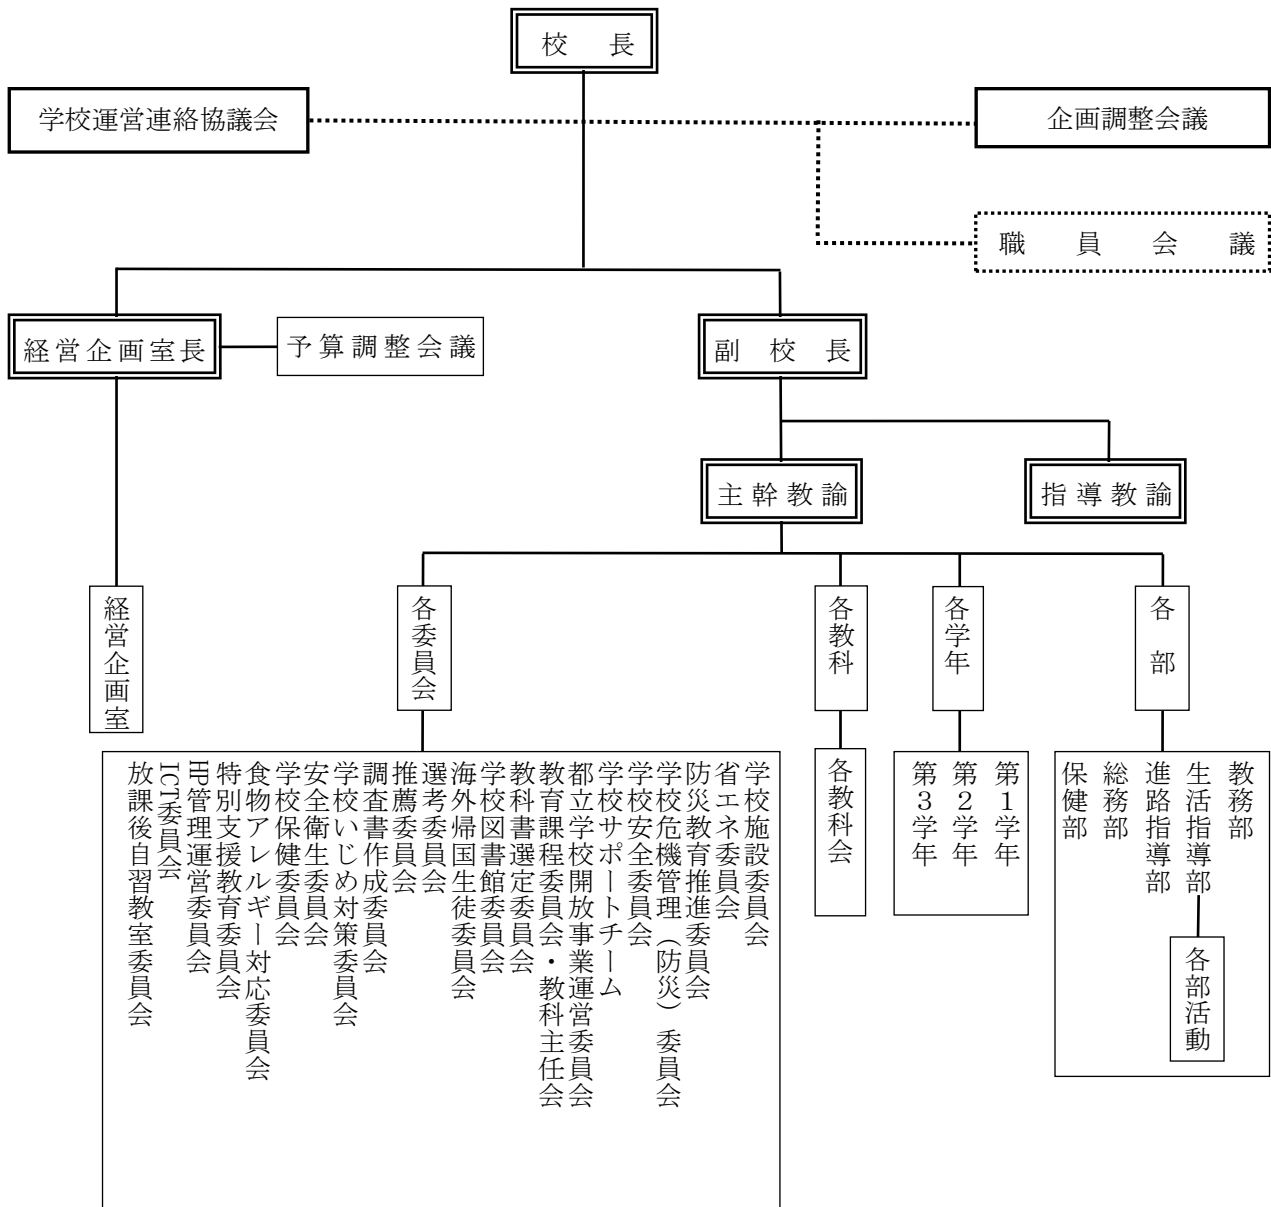 校　長
学校運営連絡協議会
企画調整会議
職　員　会　議
経営企画室長
予算調整会議
副　校　長
主幹教諭
指導教諭
経営企画室
各委員会
各教科
各学年
各　部
学校施設委員会
省エネ委員会
防災教育推進委員会
学校危機管理（防災）委員会
学校安全委員会
学校サポートチーム
都立学校開放事業運営委員会
教育課程委員会・教科主任会
教科書選定委員会
学校図書館委員会
海外帰国生徒委員会
選考委員会
推薦委員会
調査書作成委員会
学校いじめ対策委員会
安全衛生委員会
学校保健委員会
食物アレルギー対応委員会
特別支援教育委員会
HP管理運営委員会
ICT委員会
放課後自習教室委員会
各教科会
第１学年
第２学年
第３学年
教務部
生活指導部
進路指導部
総務部
保健部
各部活動